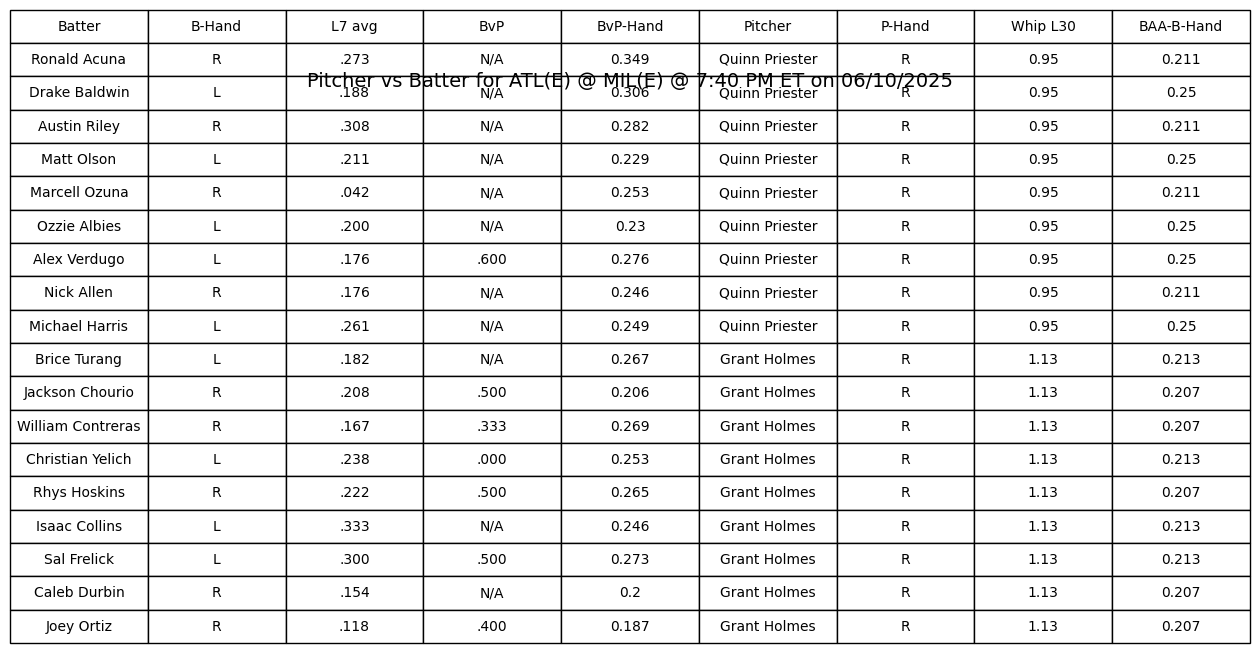 Batter B-Hand L7 avg BvP BvP-Hand Pitcher P-Hand Whip L30 BAA-B-Hand
Ronald Acuna R .273 N/A 0.349 Quinn Priester R 0.95 0.211
Pitcher vs Batter for ATL(E) @ MIL(E) @ 7:40 PM ET on 06/10/2025
Drake Baldwin L .188 N/A 0.306 Quinn Priester R 0.95 0.25
Austin Riley R .308 N/A 0.282 Quinn Priester R 0.95 0.211
Matt Olson L .211 N/A 0.229 Quinn Priester R 0.95 0.25
Marcell Ozuna R .042 N/A 0.253 Quinn Priester R 0.95 0.211
Ozzie Albies L .200 N/A 0.23 Quinn Priester R 0.95 0.25
Alex Verdugo L .176 .600 0.276 Quinn Priester R 0.95 0.25
Nick Allen R .176 N/A 0.246 Quinn Priester R 0.95 0.211
Michael Harris L .261 N/A 0.249 Quinn Priester R 0.95 0.25
Brice Turang L .182 N/A 0.267 Grant Holmes R 1.13 0.213
Jackson Chourio R .208 .500 0.206 Grant Holmes R 1.13 0.207
William Contreras R .167 .333 0.269 Grant Holmes R 1.13 0.207
Christian Yelich L .238 .000 0.253 Grant Holmes R 1.13 0.213
Rhys Hoskins R .222 .500 0.265 Grant Holmes R 1.13 0.207
Isaac Collins L .333 N/A 0.246 Grant Holmes R 1.13 0.213
Sal Frelick L .300 .500 0.273 Grant Holmes R 1.13 0.213
Caleb Durbin R .154 N/A 0.2 Grant Holmes R 1.13 0.207
Joey Ortiz R .118 .400 0.187 Grant Holmes R 1.13 0.207